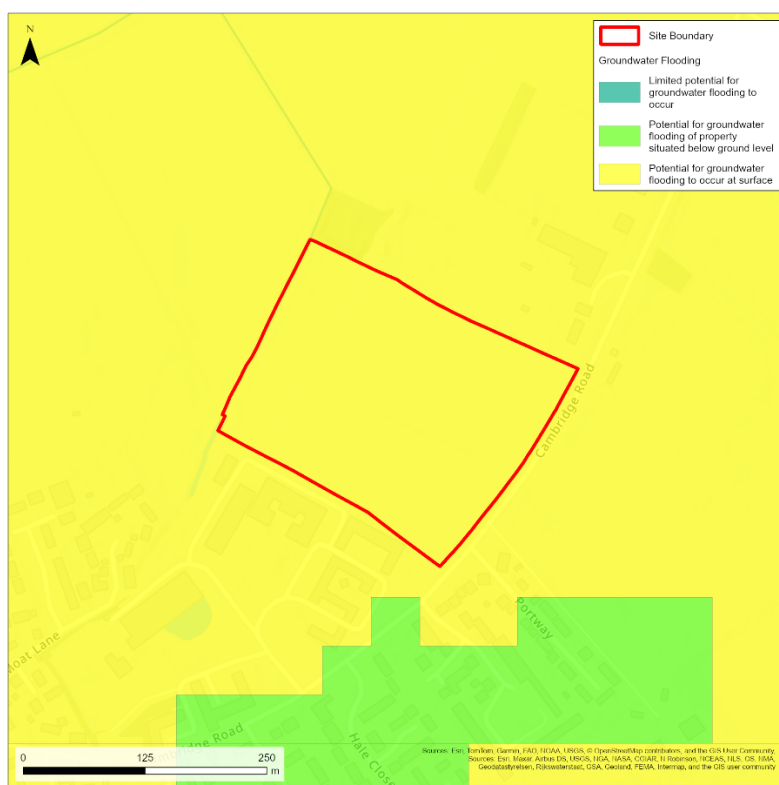 N
Site Boundary
Groundwater Flooding
Limited potential for
groundwater flooding to
occur
Potential for groundwater
flooding of property
situated below ground level
Potential for groundwater
flooding to occur at surface
Cambridge Road
Portway
Moat Lane
Road
Hale Close
0 125 250
m
Sources: Esri, TomTom, Garmin, FAO, NOAA, USGS, © OpenStreetMap contributors, and the GIS User Community,
Sources: Esri, Maxar, Airbus DS, USGS, NGA, NASA, CGIAR, N Robinson, NCEAS, NLS, OS, NMA,
Geodatastyrelsen, Rijkswaterstaat, GSA, Geoland, FEMA, Intermap, and the GIS user community